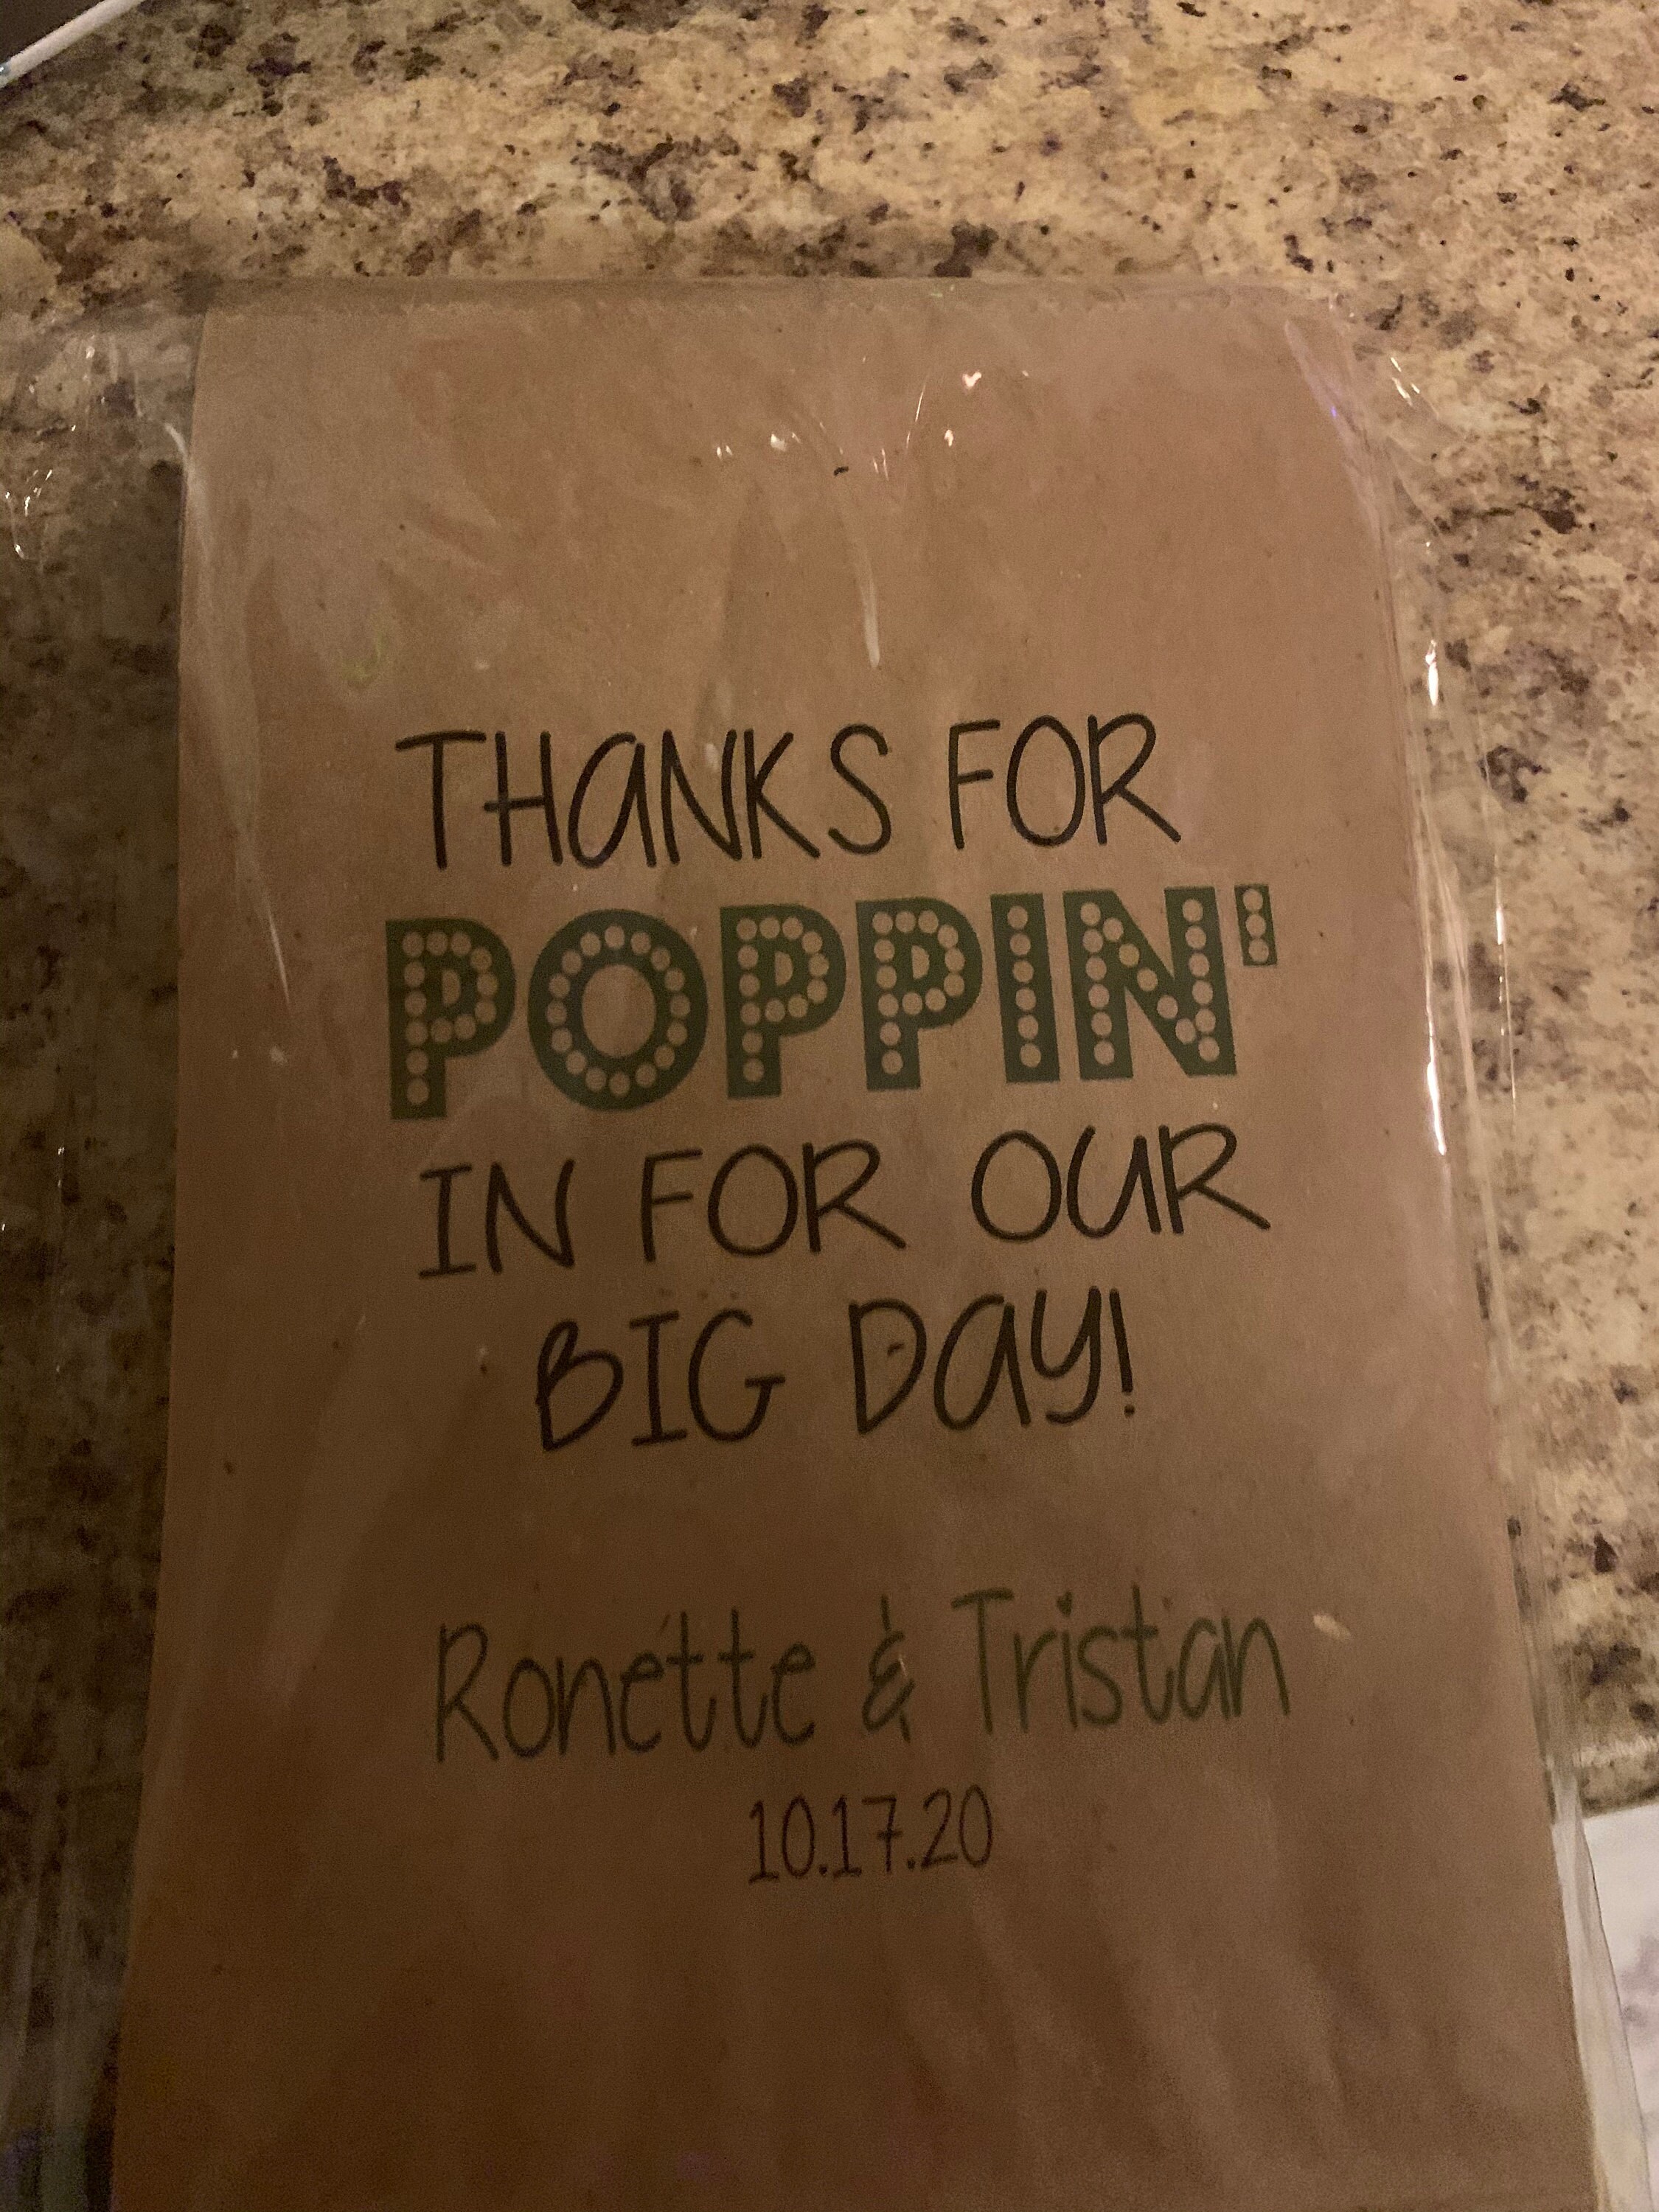 THANKS FOR
POPPIN'
IN FOR OUR
BIG DAY!
Ronette & Tristan
10.17.20